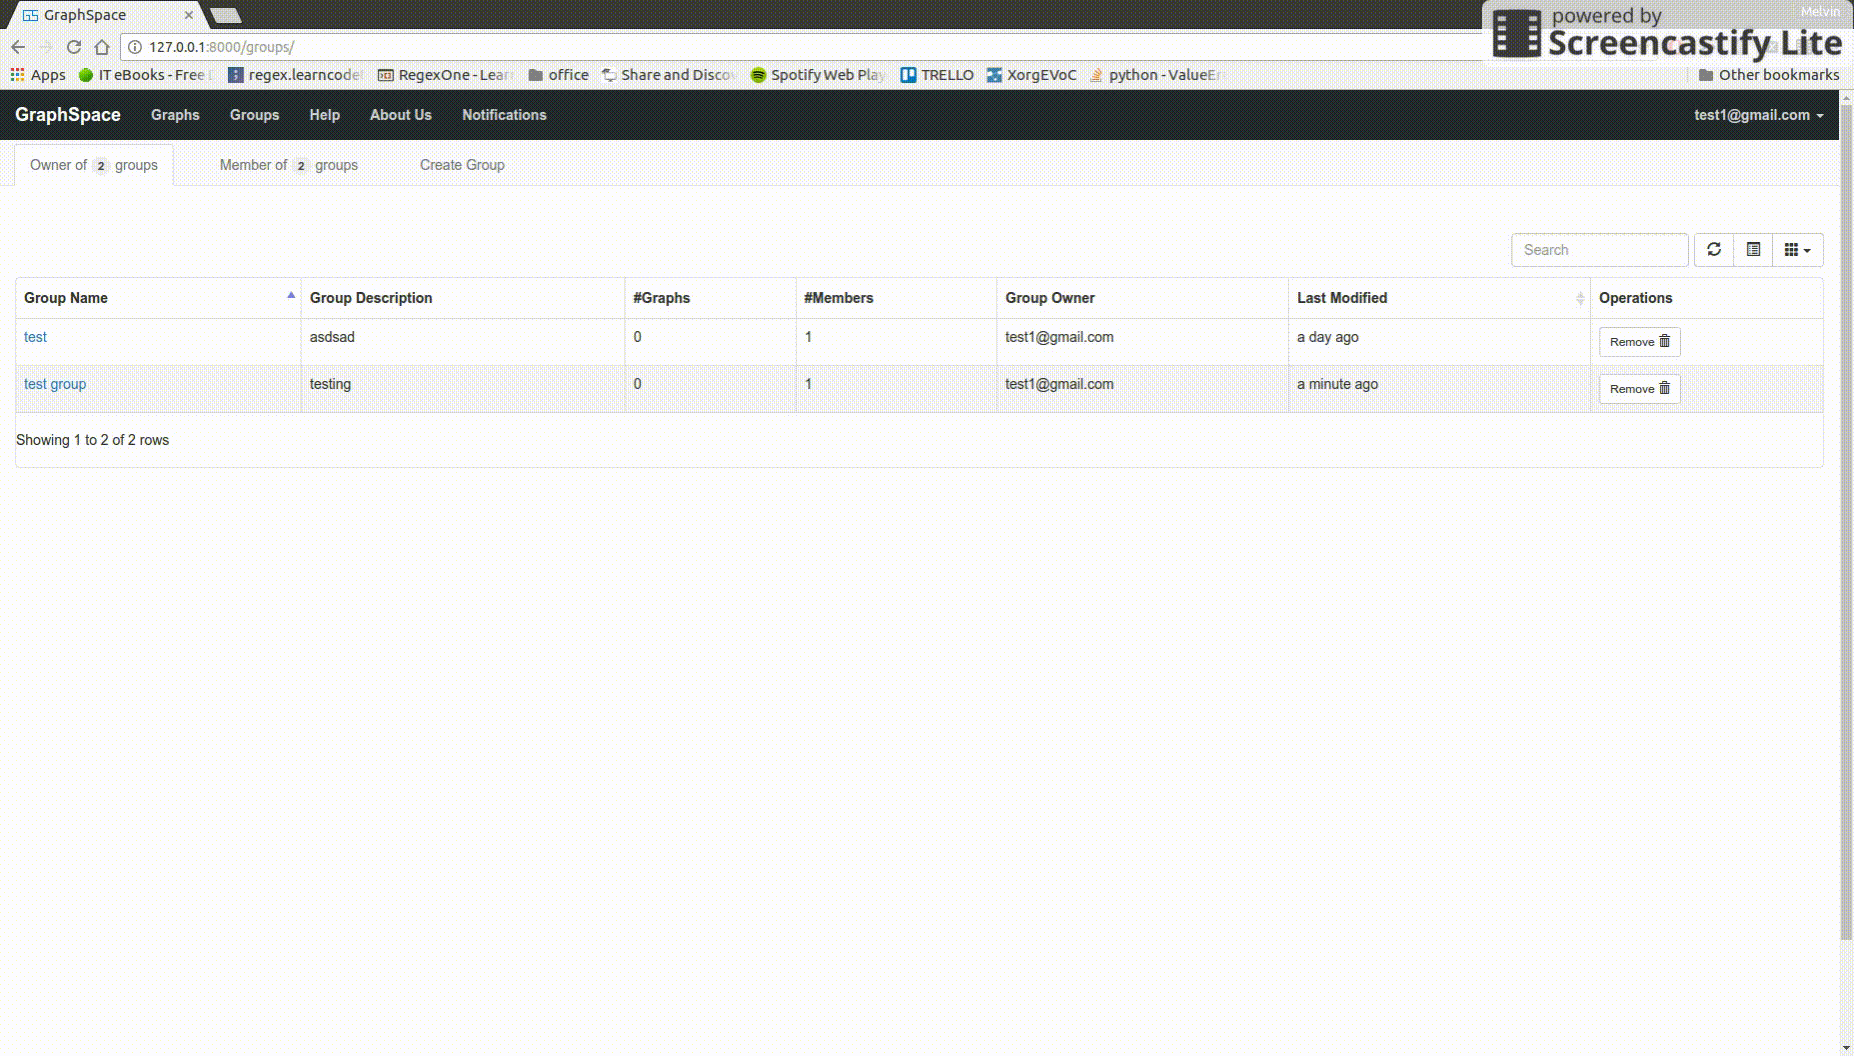 GraphSpace
Melvin
powered by
Screencastify Lite
127.0.0.1:8000/groups/
Apps IT eBooks - Free regex.learncode RegexOne - Lear office Share and Disco Spotify Web Play TRELLO XorgEVoC python - ValueEr Other bookmarks
GraphSpace Graphs Groups Help About Us Notifications test1@gmail.com
Owner of 2 groups Member of 2 groups Create Group
Search
Group Name Group Description #Graphs #Members Group Owner Last Modified Operations
test asdsad 0 1 test1@gmail.com a day ago Remove
test group testing 0 1 test1@gmail.com a minute ago Remove
Showing 1 to 2 of 2 rows